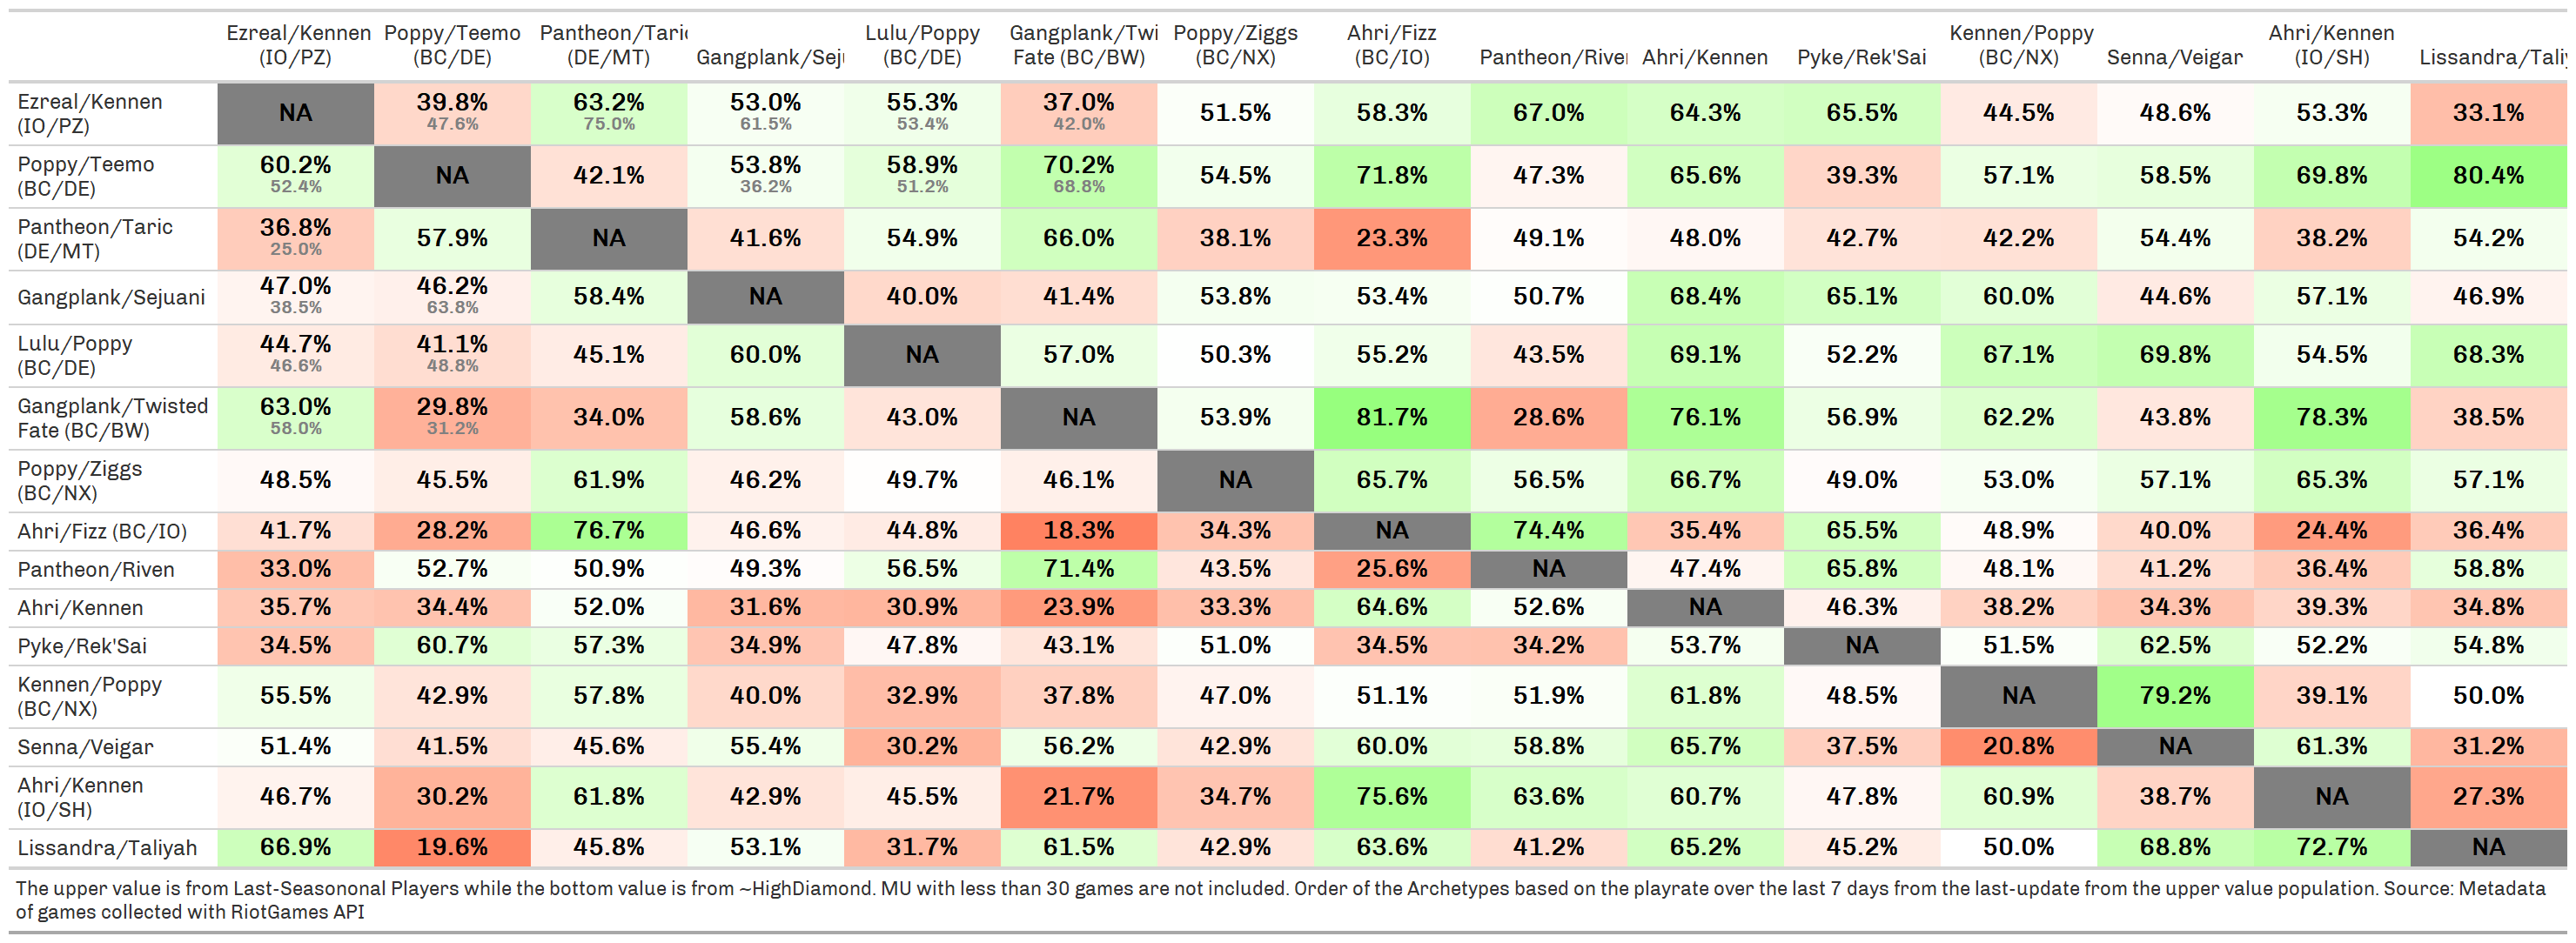 Ezreal/Kennen Poppy/Teemo Pantheon/Taric Lulu/Poppy Gangplank/Twi Poppy/Ziggs Ahri/Fizz Kennen/Poppy Ahri/Kennen
(IO/PZ) (BC/DE) (DE/MT) Gangplank/Sej (BC/DE) Fate (BC/BW) (BC/NX) (BC/IO) Pantheon/River Ahri/Kennen Pyke/Rek'Sai (BC/NX) Senna/Veigar (IO/SH) Lissandra/Tali
Ezreal/Kennen
(IO/PZ)
NA 39.8% 63.2% 53.0% 55.3% 37.0% 51.5% 58.3% 67.0% 64.3% 65.5% 44.5% 48.6% 53.3% 33.1%
47.6% 75.0% 61.5% 53.4% 42.0%
Poppy/Teemo
(BC/DE)
60.2% NA 42.1% 53.8% 58.9% 70.2% 54.5% 71.8% 47.3% 65.6% 39.3% 57.1% 58.5% 69.8% 80.4%
52.4% 36.2% 51.2% 68.8%
Pantheon/Taric
(DE/MT)
36.8% 57.9% NA 41.6% 54.9% 66.0% 38.1% 23.3% 49.1% 48.0% 42.7% 42.2% 54.4% 38.2% 54.2%
25.0%
Gangplank/Sejuani 47.0% 46.2% 58.4% NA 40.0% 41.4% 53.8% 53.4% 50.7% 68.4% 65.1% 60.0% 44.6% 57.1% 46.9%
38.5% 63.8%
Lulu/Poppy
(BC/DE)
44.7% 41.1% 45.1% 60.0% NA 57.0% 50.3% 55.2% 43.5% 69.1% 52.2% 67.1% 69.8% 54.5% 68.3%
46.6% 48.8%
Gangplank/Twisted
Fate (BC/BW)
63.0% 29.8% 34.0% 58.6% 43.0% NA 53.9% 81.7% 28.6% 76.1% 56.9% 62.2% 43.8% 78.3% 38.5%
58.0% 31.2%
Poppy/Ziggs
(BC/NX)
48.5% 45.5% 61.9% 46.2% 49.7% 46.1% NA 65.7% 56.5% 66.7% 49.0% 53.0% 57.1% 65.3% 57.1%
Ahri/Fizz (BC/IO) 41.7% 28.2% 76.7% 46.6% 44.8% 18.3% 34.3% NA 74.4% 35.4% 65.5% 48.9% 40.0% 24.4% 36.4%
Pantheon/Riven 33.0% 52.7% 50.9% 49.3% 56.5% 71.4% 43.5% 25.6% NA 47.4% 65.8% 48.1% 41.2% 36.4% 58.8%
Ahri/Kennen 35.7% 34.4% 52.0% 31.6% 30.9% 23.9% 33.3% 64.6% 52.6% NA 46.3% 38.2% 34.3% 39.3% 34.8%
Pyke/Rek'Sai 34.5% 60.7% 57.3% 34.9% 47.8% 43.1% 51.0% 34.5% 34.2% 53.7% NA 51.5% 62.5% 52.2% 54.8%
Kennen/Poppy
(BC/NX)
55.5% 42.9% 57.8% 40.0% 32.9% 37.8% 47.0% 51.1% 51.9% 61.8% 48.5% NA 79.2% 39.1% 50.0%
Senna/Veigar 51.4% 41.5% 45.6% 55.4% 30.2% 56.2% 42.9% 60.0% 58.8% 65.7% 37.5% 20.8% NA 61.3% 31.2%
Ahri/Kennen
(IO/SH)
46.7% 30.2% 61.8% 42.9% 45.5% 21.7% 34.7% 75.6% 63.6% 60.7% 47.8% 60.9% 38.7% NA 27.3%
Lissandra/Taliyah 66.9% 19.6% 45.8% 53.1% 31.7% 61.5% 42.9% 63.6% 41.2% 65.2% 45.2% 50.0% 68.8% 72.7% NA
The upper value is from Last-Seasononal Players while the bottom value is from ~HighDiamond. MU with less than 30 games are not included. Order of the Archetypes based on the playrate over the last 7 days from the last-update from the upper value population. Source: Metadata
of games collected with RiotGames API